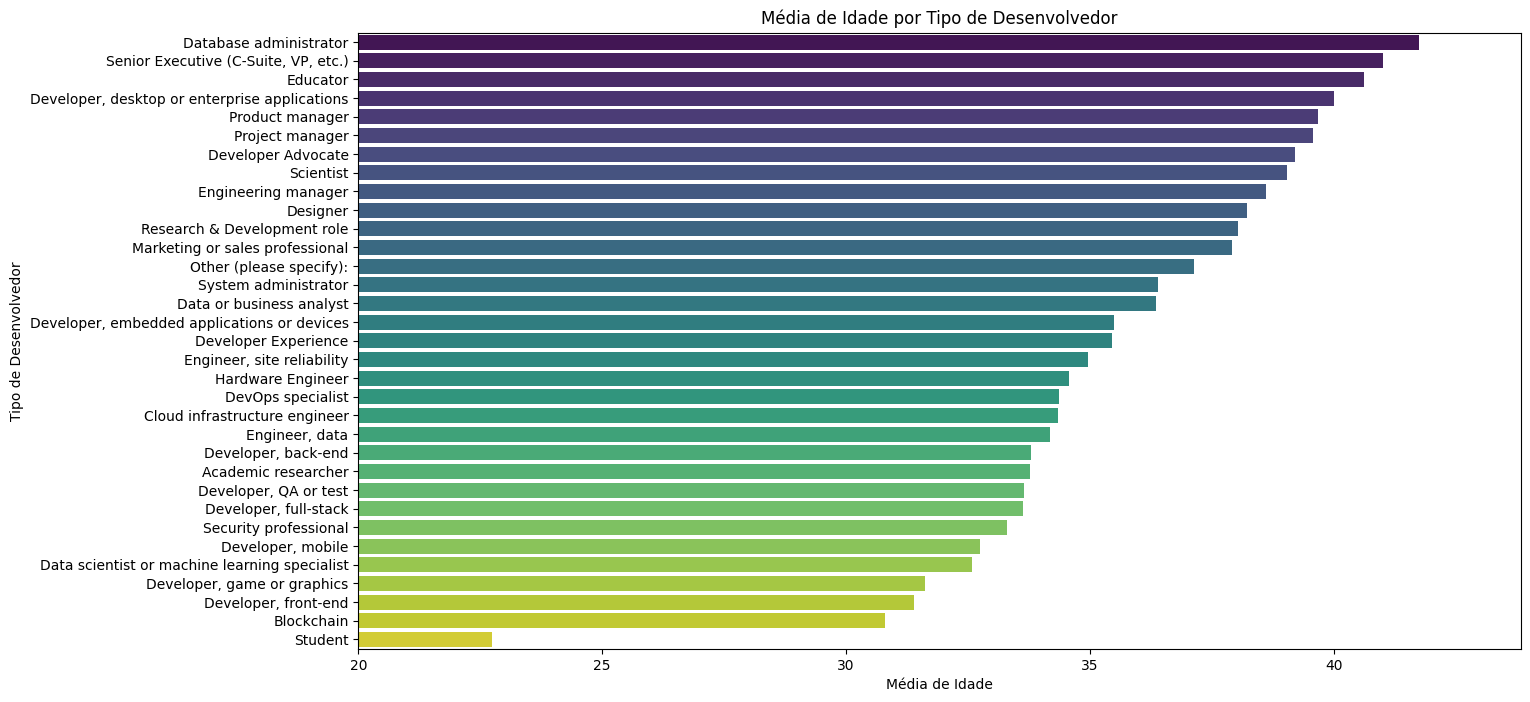 Média de Idade por Tipo de Desenvolvedor
Tipo de Desenvolvedor
Database administrator
Senior Executive (C-Suite, VP, etc.)
Educator
Developer, desktop or enterprise applications
Product manager
Project manager
Developer Advocate
Scientist
Engineering manager
Designer
Research & Development role
Marketing or sales professional
Other (please specify):
System administrator
Data or business analyst
Developer, embedded applications or devices
Developer Experience
Engineer, site reliability
Hardware Engineer
DevOps specialist
Cloud infrastructure engineer
Engineer, data
Developer, back-end
Academic researcher
Developer, QA or test
Developer, full-stack
Security professional
Developer, mobile
Data scientist or machine learning specialist
Developer, game or graphics
Developer, front-end
Blockchain
Student
20 25 30 35 40
Média de Idade